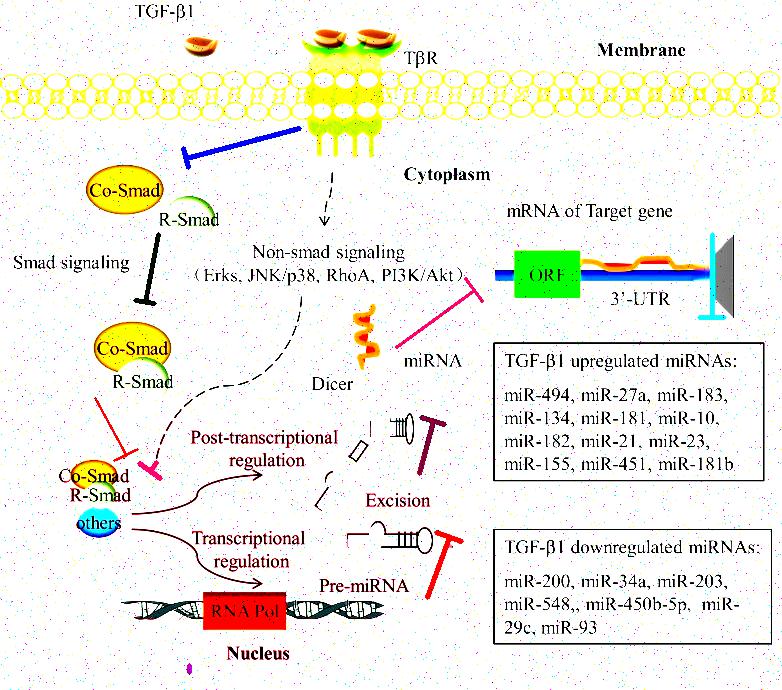 TGF-β1
TβR
Membrane
Cytoplasm
Co-Smad
R-Smad
mRNA of Target gene
Smad signaling
Non-smad signaling
(Erks, JNK/p38, RhoA, PI3K/Akt)
ORF
3'-UTR
Co-Smad
R-Smad
miRNA
Dicer
TGF-β1 upregulated miRNAs:
miR-494, miR-27a, miR-183,
miR-134, miR-181, miR-10,
miR-182, miR-21, miR-23,
miR-155, miR-451, miR-181b
Post-transcriptional
regulation
Co-Smad
R-Smad
others
Excision
Transcriptional
regulation
Pre-miRNA
TGF-β1 downregulated miRNAs:
miR-200, miR-34a, miR-203,
miR-548,, miR-450b-5p, miR-
29c, miR-93
RNA Pol
Nucleus